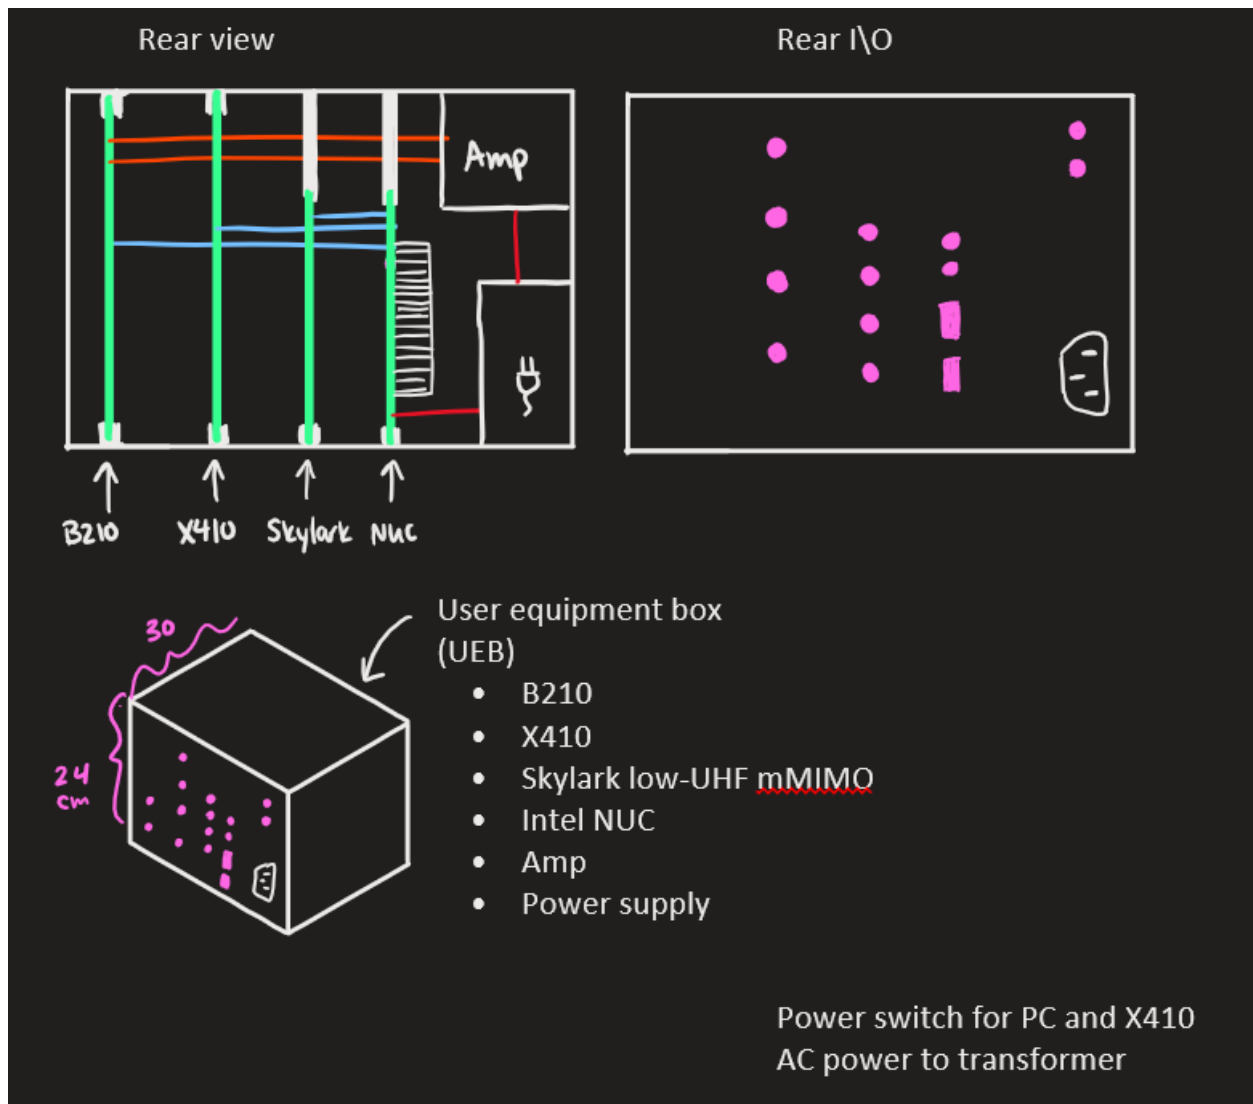 Rear view
Rear I\O
Amp
B210
X410
Skylark
NUC
30
24
cm
User equipment box
(UEB)
• B210
• X410
• Skylark low-UHF mMIMO
• Intel NUC
• Amp
• Power supply
Power switch for PC and X410
AC power to transformer